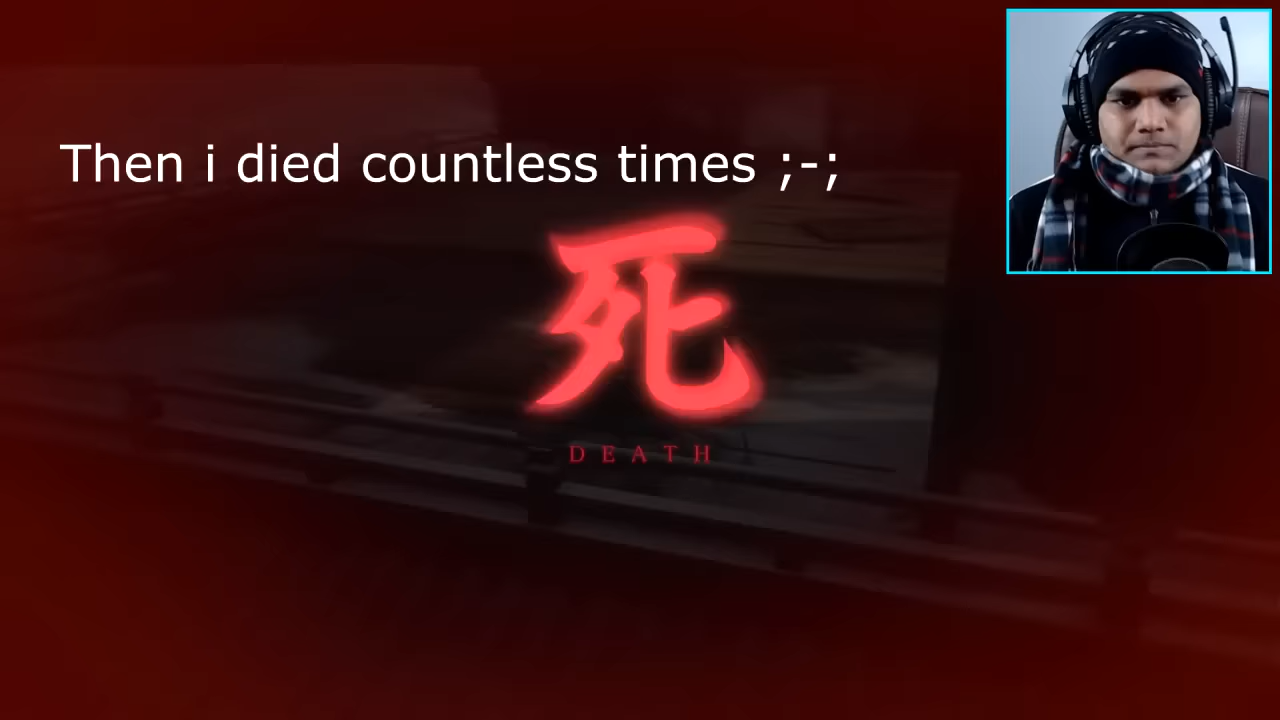 Then i died countless times ;-;
死
DEATH